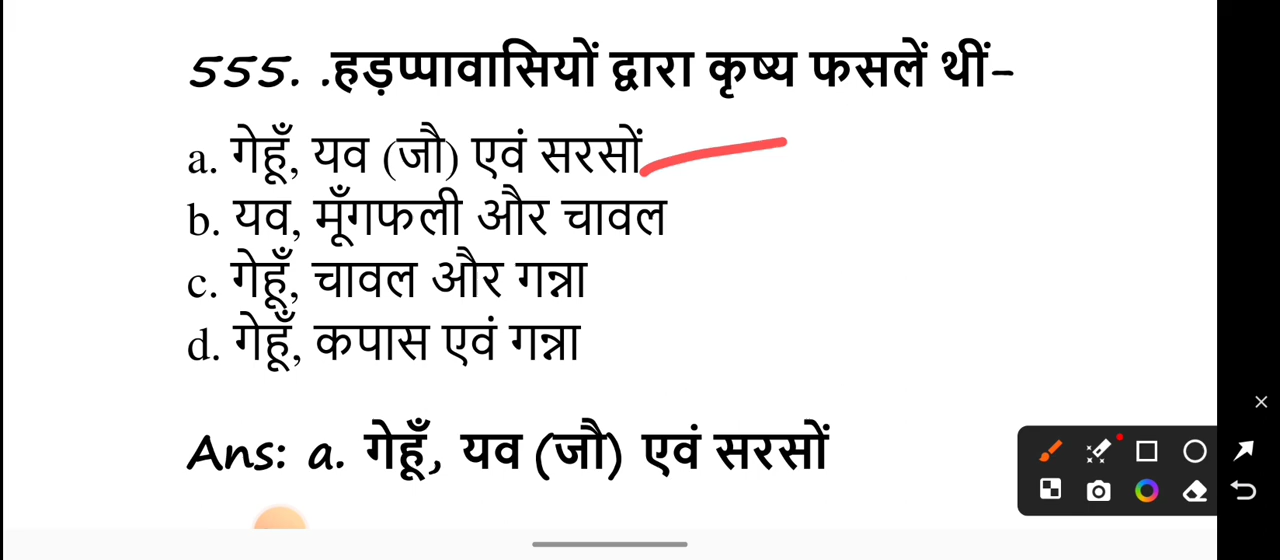 555. .हड़प्पावासियों द्वारा कृष्य फसलें थीं–
a. गेहूँ, यव (जौ) एवं सरसों
b. यव, मूँगफली और चावल
c. गेहूँ, चावल और गन्ना
d. गेहूँ, कपास एवं गन्ना
Ans: a. गेहूँ, यव (जौ) एवं सरसों